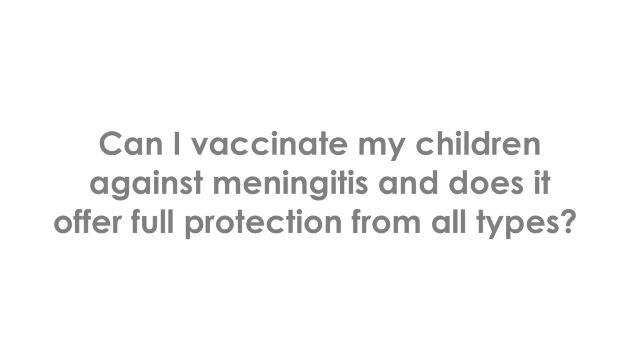 Can I vaccinate my children
against meningitis and does it
offer full protection from all types?